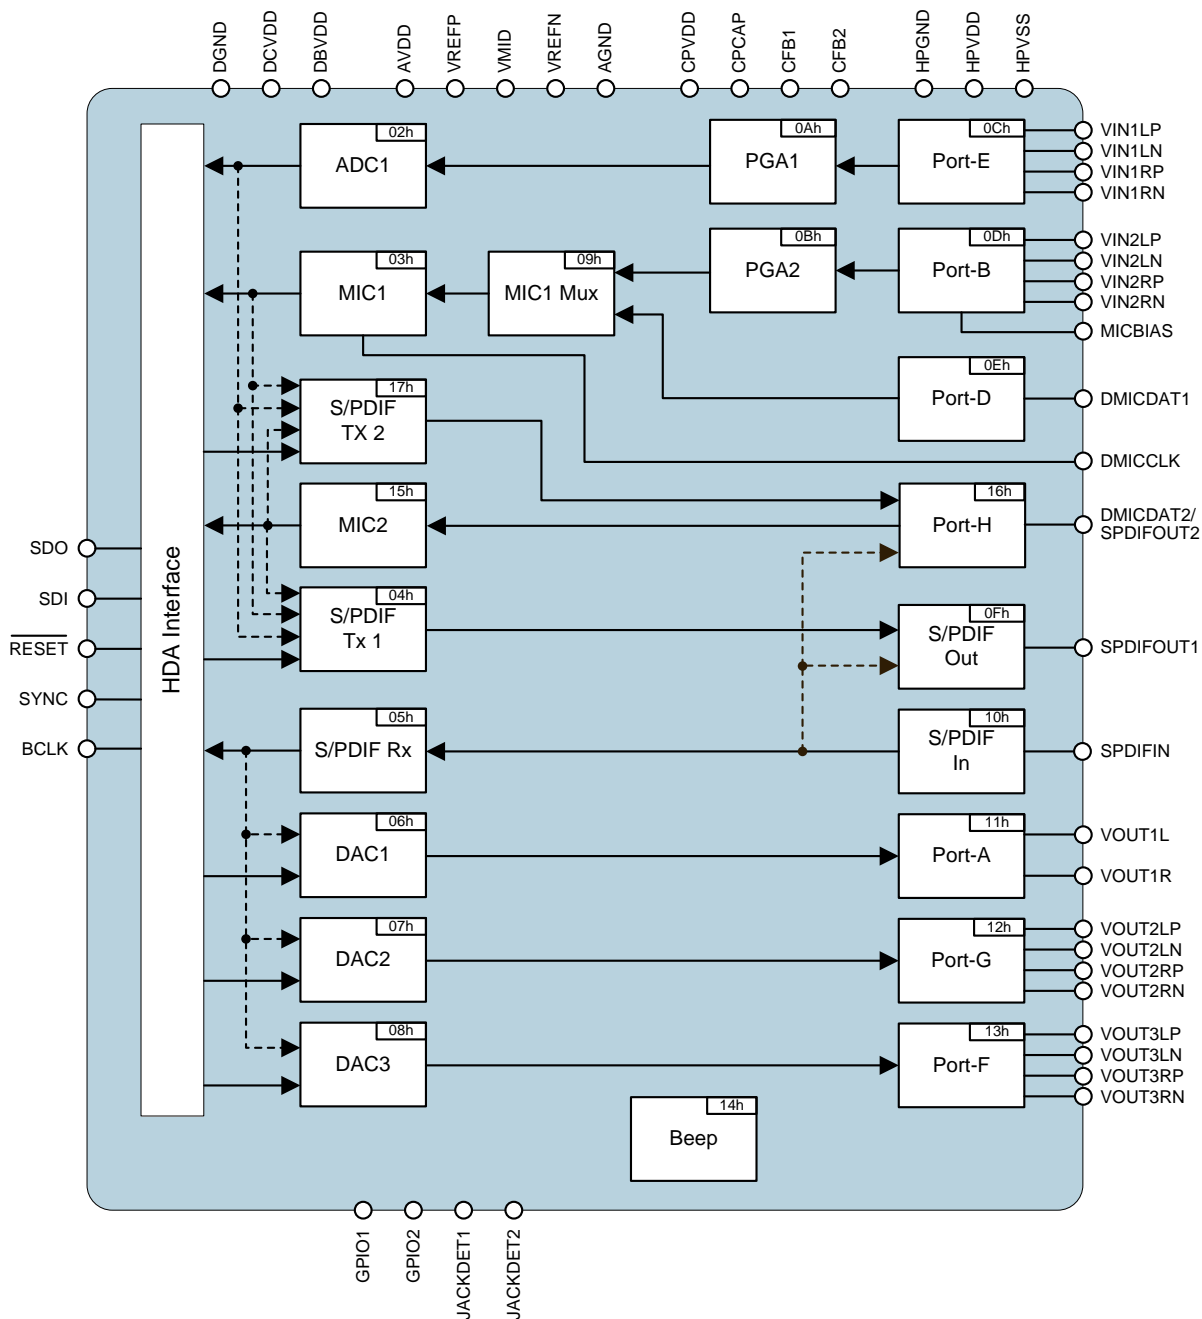 DGND
DCVDD
DBVDD
AVDD
VREFP
VMID
VREFN
AGND
CPVDD
CPCAP
CFB1
CFB2
HPGND
HPVDD
HPVSS
HDA Interface
02h
ADC1
0Ah
PGA1
0Ch
Port-E
VIN1LP
VIN1LN
VIN1RP
VIN1RN
03h
MIC1
09h
MIC1 Mux
0Bh
PGA2
0Dh
Port-B
VIN2LP
VIN2LN
VIN2RP
VIN2RN
MICBIAS
0Eh
Port-D
DMICDAT1
17h
S/PDIF
TX 2
DMICCLK
15h
MIC2
16h
Port-H
DMICDAT2/
SPDIFOUT2
SDO
SDI
RESET
SYNC
BCLK
04h
S/PDIF
Tx 1
0Fh
S/PDIF
Out
SPDIFOUT1
05h
S/PDIF Rx
10h
S/PDIF
In
SPDIFIN
06h
DAC1
11h
Port-A
VOUT1L
VOUT1R
07h
DAC2
12h
Port-G
VOUT2LP
VOUT2LN
VOUT2RP
VOUT2RN
08h
DAC3
13h
Port-F
VOUT3LP
VOUT3LN
VOUT3RP
VOUT3RN
14h
Beep
GPIO1
GPIO2
JACKDET1
JACKDET2